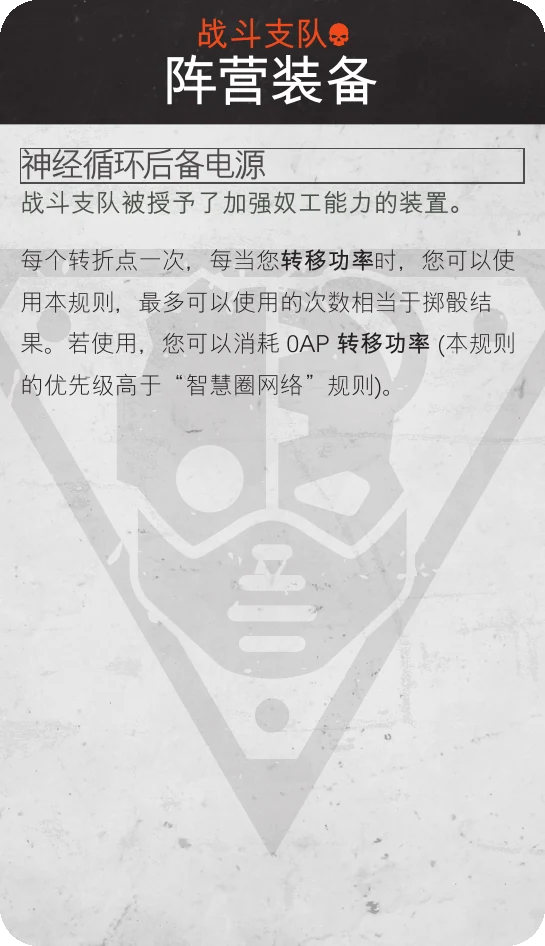 战斗支队
阵营装备
神经循环后备电源
战斗支队被授予了加强奴工能力的装置。
每个转折点一次，每当您转移功率时，您可以使
用本规则，最多可以使用的次数相当于掷骰结
果。若使用，您可以消耗 0AP 转移功率 (本规则
的优先级高于“智慧圈网络”规则)。